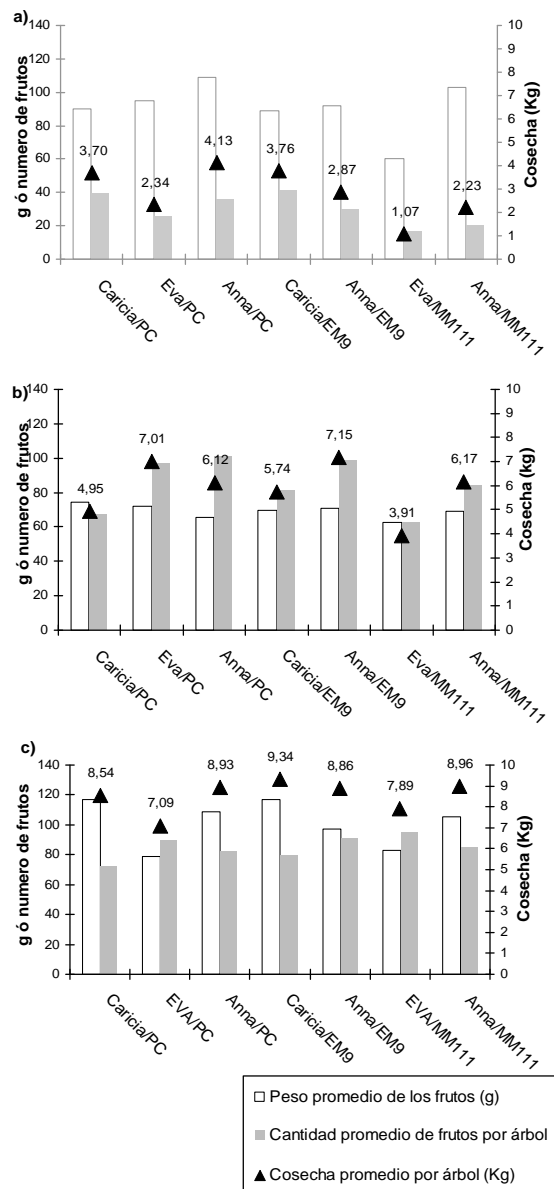 a)
g ó numero de frutos
140
120
100
80
60
40
20
0
3,70
2,34
4,13
3,76
2,87
1,07
2,23
10
9
8
7
6
5
4
3
2
1
0
Cosecha (Kg)
Caricia/PC
Eva/PC
Anna/PC
Caricia/EM9
Anna/EM9
Eva/MM111
Anna/MM111
b)
g ó numero de frutos
140
120
100
80
60
40
20
0
4,95
7,01
6,12
5,74
7,15
3,91
6,17
10
9
8
7
6
5
4
3
2
1
0
Cosecha (kg)
Caricia/PC
Eva/PC
Anna/PC
Caricia/EM9
Anna/EM9
Eva/MM111
Anna/MM111
c)
g ó numero de frutos
140
120
100
80
60
40
20
0
8,54
7,09
8,93
9,34
8,86
7,89
8,96
10
9
8
7
6
5
4
3
2
1
0
Cosecha (Kg)
Caricia/PC
EVA/PC
Anna/PC
Caricia/EM9
Anna/EM9
EVA/MM111
Anna/MM111
Peso promedio de los frutos (g)
Cantidad promedio de frutos por árbol
Cosecha promedio por árbol (Kg)